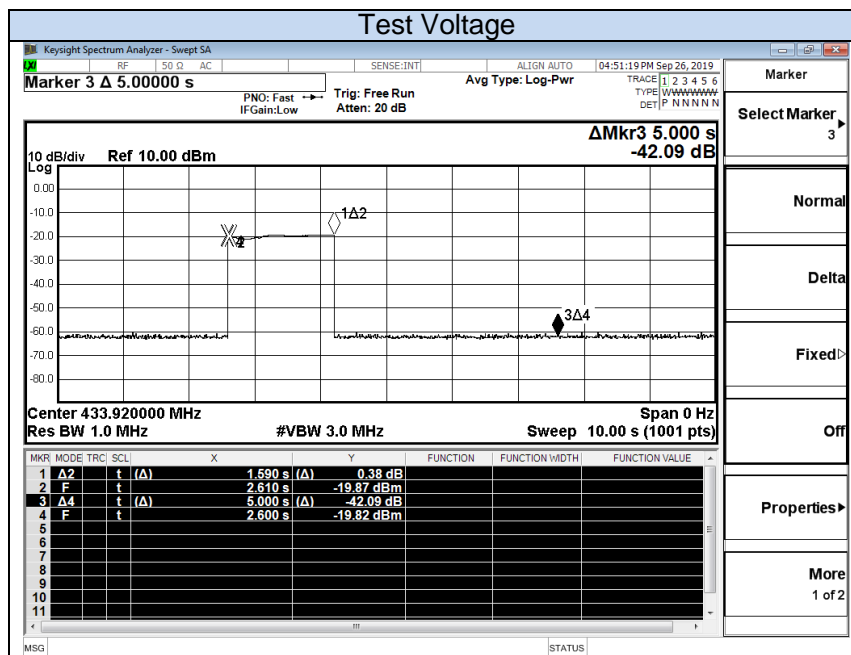 Test Voltage
Keysight Spectrum Analyzer - Swept SA
LXI RF 50 Ω AC SENSE:INT ALIGN AUTO 04:51:19 PM Sep 26, 2019
Marker 3 Δ 5.00000 s
PNO: Fast
IFGain:Low
Trig: Free Run
Atten: 20 dB
Avg Type: Log-Pwr
TRACE 1 2 3 4 5 6
TYPE WWWWWW
DET P N N N N N
ΔMkr3 5.000 s
-42.09 dB
10 dB/div Ref 10.00 dBm
Log
0.00
-10.0
-20.0
-30.0
-40.0
-50.0
-60.0
-70.0
-80.0
1Δ2
3Δ4
Center 433.920000 MHz Span 0 Hz
Res BW 1.0 MHz #VBW 3.0 MHz Sweep 10.00 s (1001 pts)
MKR MODE TRC SCL X Y FUNCTION FUNCTION WIDTH FUNCTION VALUE
1 Δ2 t (Δ) 1.590 s (Δ) 0.38 dB
2 F t 2.610 s -19.87 dBm
3 Δ4 t (Δ) 5.000 s (Δ) -42.09 dB
4 F t 2.600 s -19.82 dBm
5
6
7
8
9
10
11
MSG STATUS
Marker
Select Marker
3
Normal
Delta
Fixed
Off
Properties
More
1 of 2